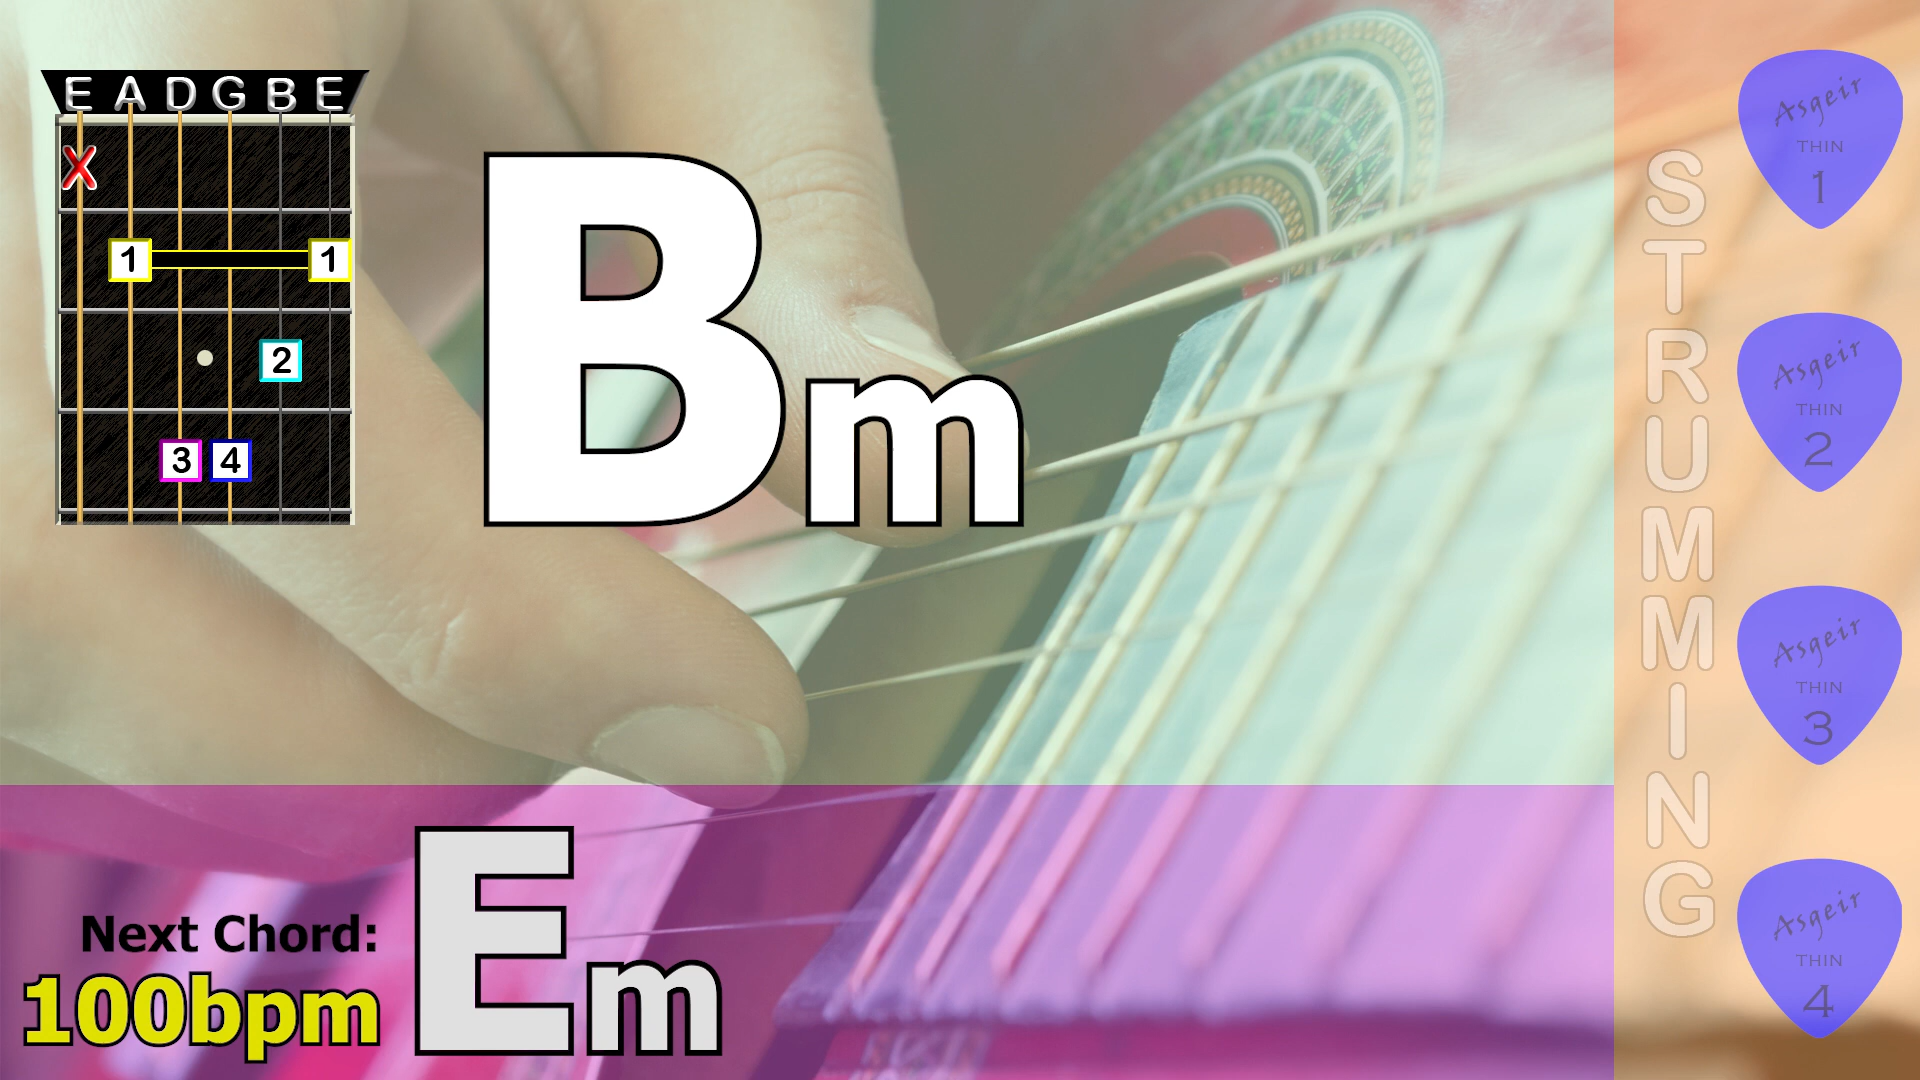 E A D G B E
X
1 1
2
3 4
Bm
Next Chord:
100bpm
Em
STRUMMING
Asgeir
THIN
1
Asgeir
THIN
2
Asgeir
THIN
3
Asgeir
THIN
4